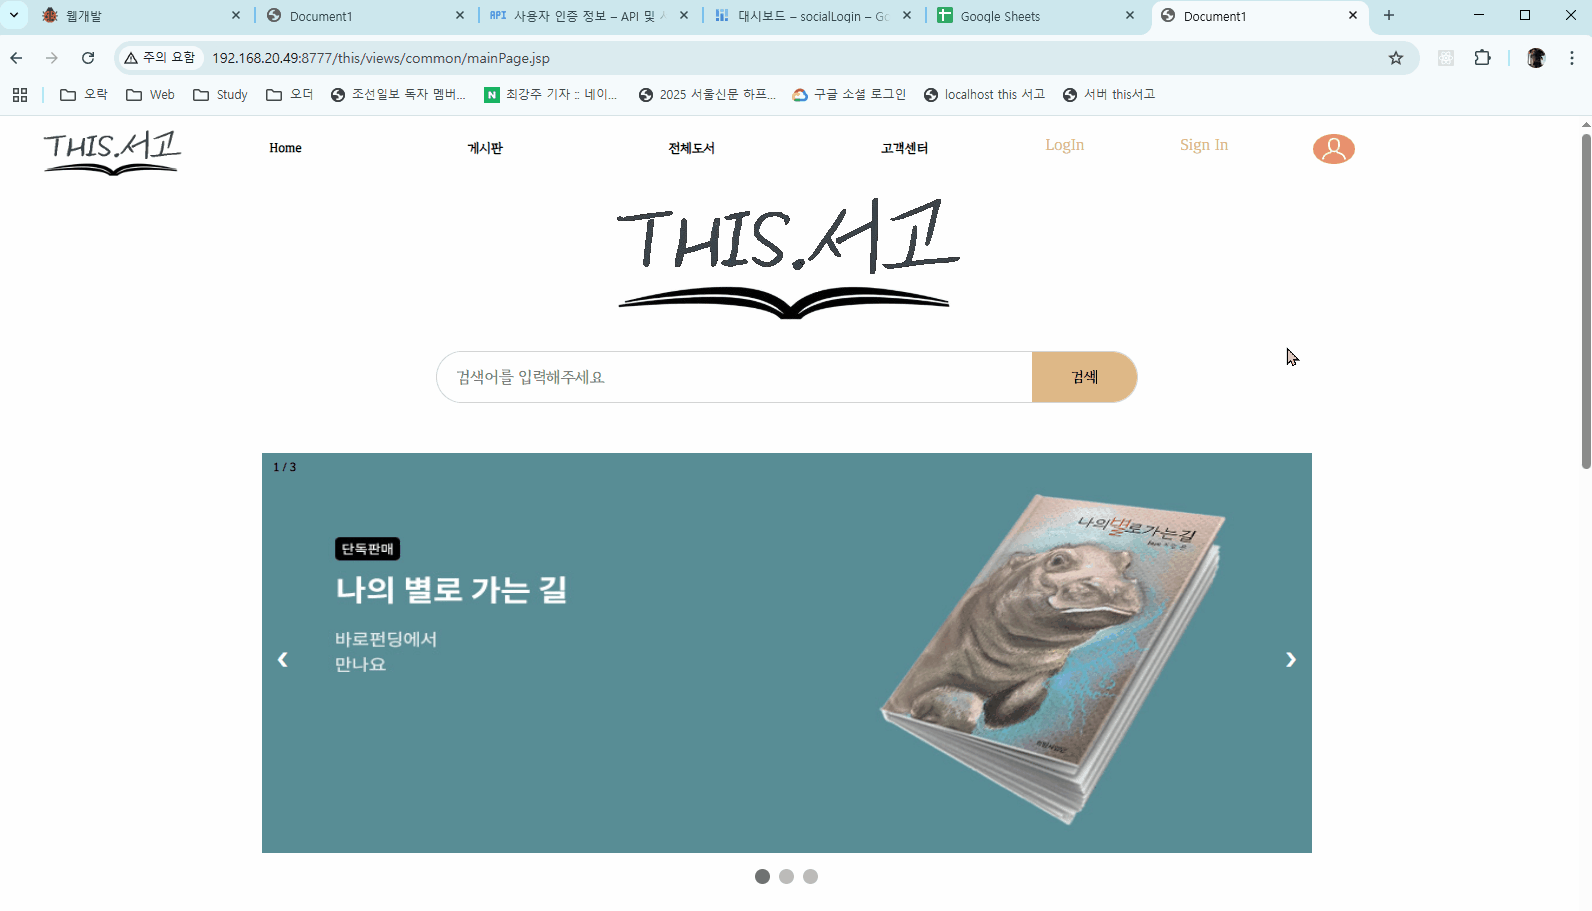 웹개발
Document1
API 사용자 인증 정보 – API 및 
대시보드 – socialLogin – Go
Google Sheets
Document1
주의 요함
192.168.20.49:8777/this/views/common/mainPage.jsp
오락
Web
Study
오더
조선일보 독자 멤버...
N 최강주 기자 :: 네이...
2025 서울신문 하프...
구글 소셜 로그인
localhost this 서고
서버 this서고
THIS.서고
Home
게시판
전체도서
고객센터
LogIn
Sign In
THIS.서고
검색어를 입력해주세요
검색
1 / 3
단독판매
나의 별로 가는 길
바로펀딩에서
만나요
나의 별로 가는 길